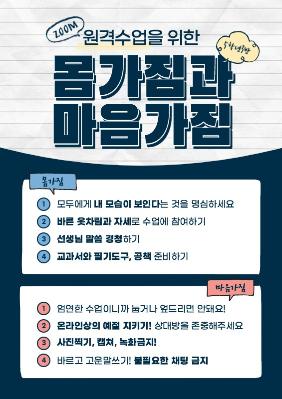 ZOOM
원격수업을 위한
몸가짐과
마음가짐
몸가짐
1 모두에게 내 모습이 보인다는 것을 명심하세요
2 바른 옷차림과 자세로 수업에 참여하기
3 선생님 말씀 경청하기
4 교과서와 필기도구, 공책 준비하기
마음가짐
1 엄연한 수업이니까 눕거나 엎드리면 안돼요!
2 온라인상의 예절 지키기! 상대방을 존중해주세요
3 사진찍기, 캡쳐, 녹화금지!
4 바르고 고운말쓰기! 불필요한 채팅 금지